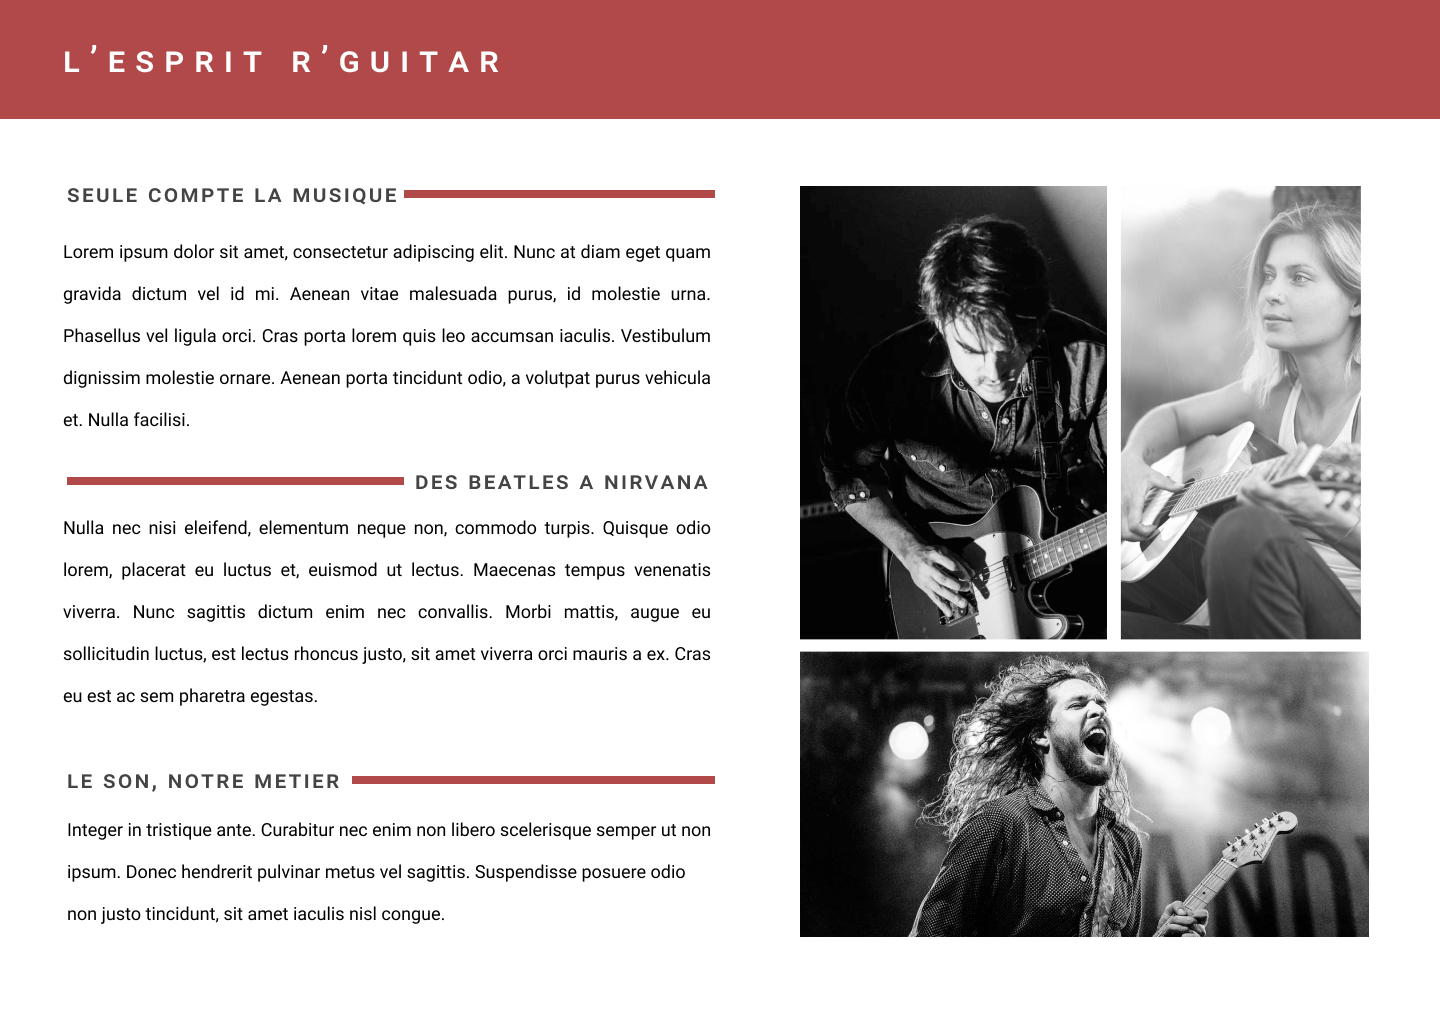 L’ESPRIT R’GUITAR
SEULE COMPTE LA MUSIQUE
Lorem ipsum dolor sit amet, consectetur adipiscing elit. Nunc at diam eget quam
gravida dictum vel id mi. Aenean vitae malesuada purus, id molestie urna.
Phasellus vel ligula orci. Cras porta lorem quis leo accumsan iaculis. Vestibulum
dignissim molestie ornare. Aenean porta tincidunt odio, a volutpat purus vehicula
et. Nulla facilisi.
DES BEATLES A NIRVANA
Nulla nec nisi eleifend, elementum neque non, commodo turpis. Quisque odio
lorem, placerat eu luctus et, euismod ut lectus. Maecenas tempus venenatis
viverra. Nunc sagittis dictum enim nec convallis. Morbi mattis, augue eu
sollicitudin luctus, est lectus rhoncus justo, sit amet viverra orci mauris a ex. Cras
eu est ac sem pharetra egestas.
LE SON, NOTRE METIER
Integer in tristique ante. Curabitur nec enim non libero scelerisque semper ut non
ipsum. Donec hendrerit pulvinar metus vel sagittis. Suspendisse posuere odio
non justo tincidunt, sit amet iaculis nisl congue.